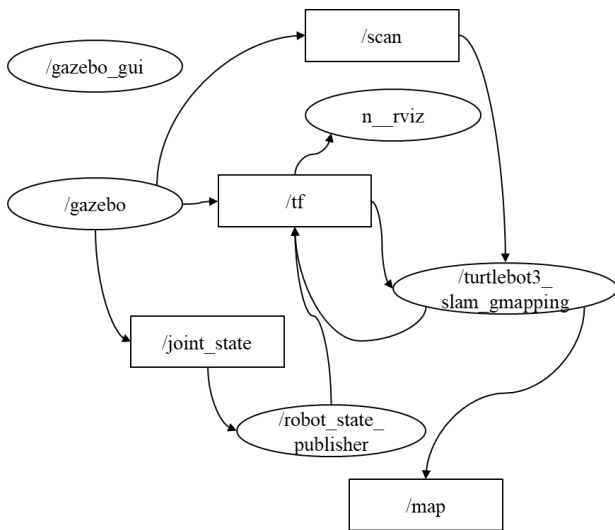 /scan
/gazebo_gui
n__rviz
/gazebo
/tf
/turtlebot3_
slam_gmapping
/joint_state
/robot_state_
publisher
/map